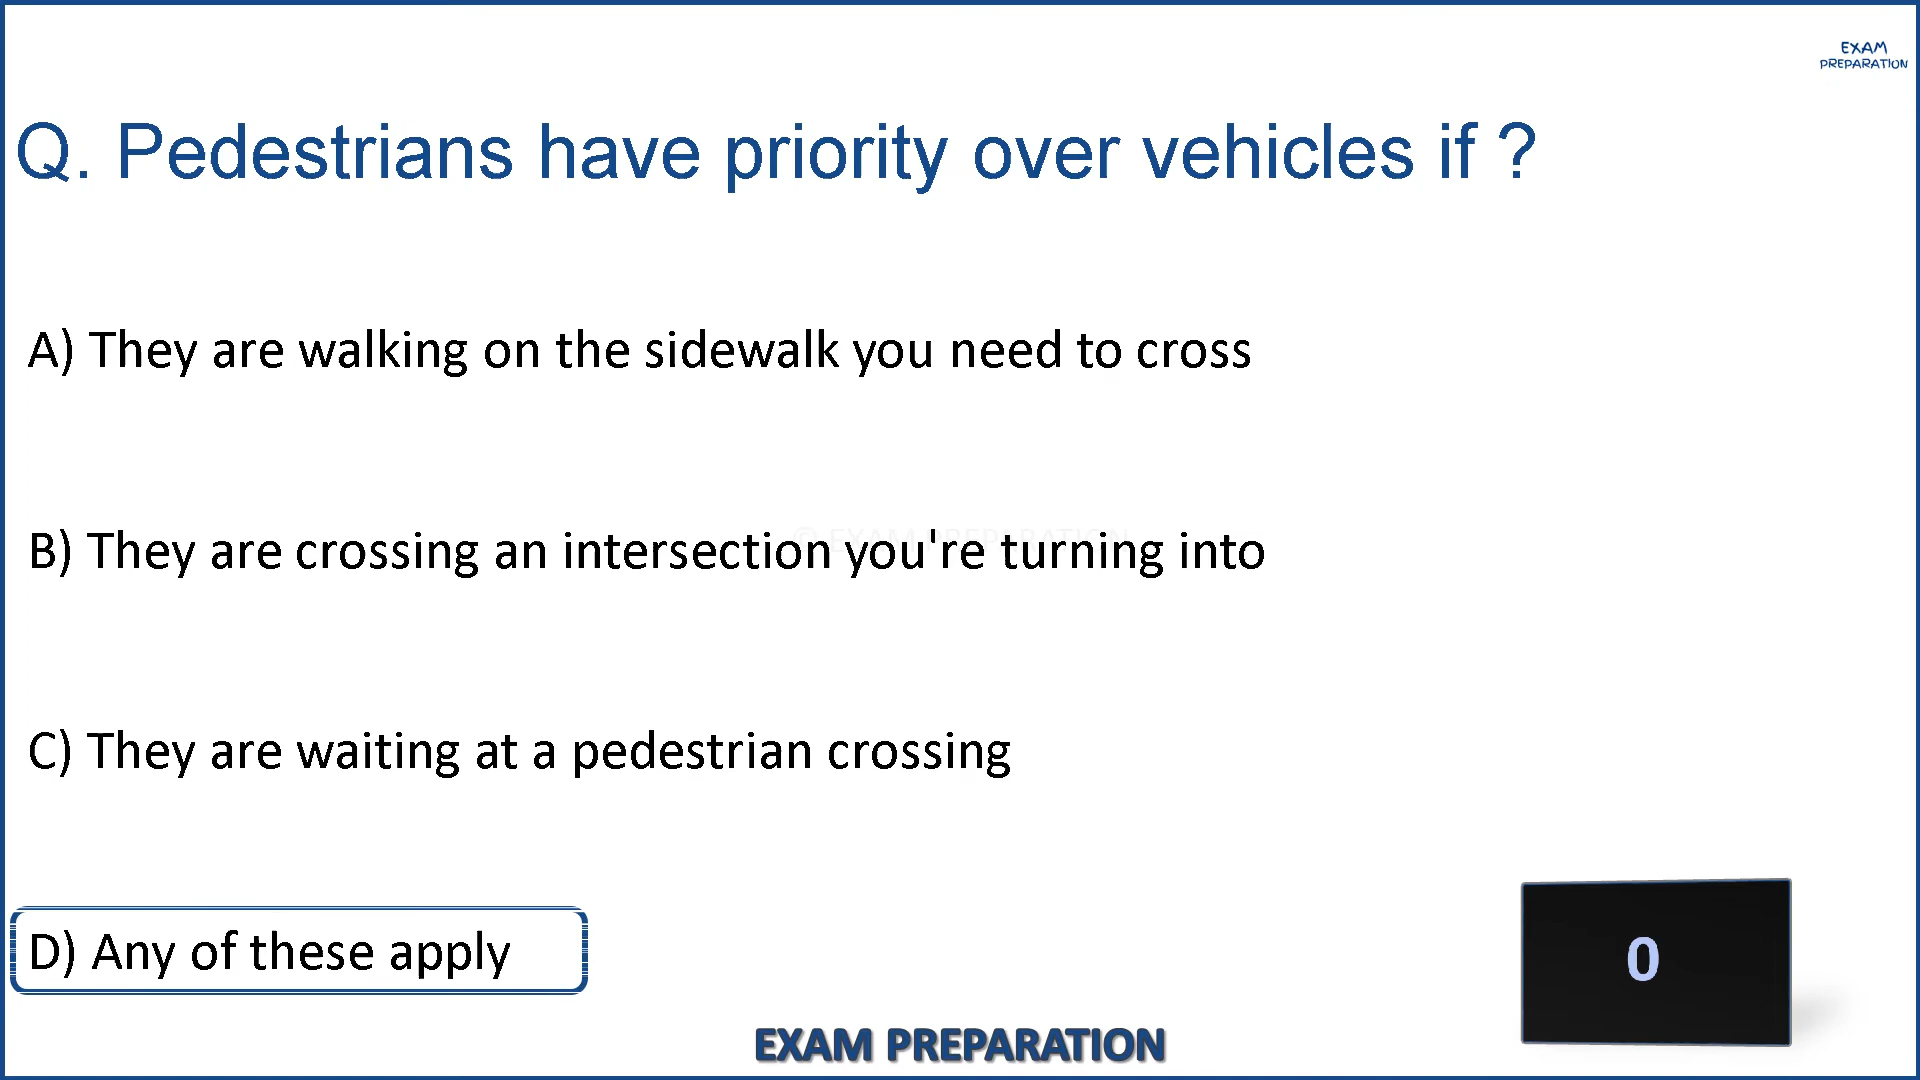 EXAM
PREPARATION
Q. Pedestrians have priority over vehicles if ?
A) They are walking on the sidewalk you need to cross
© EXAM PREPARATION
B) They are crossing an intersection you're turning into
C) They are waiting at a pedestrian crossing
D) Any of these apply
0
EXAM PREPARATION